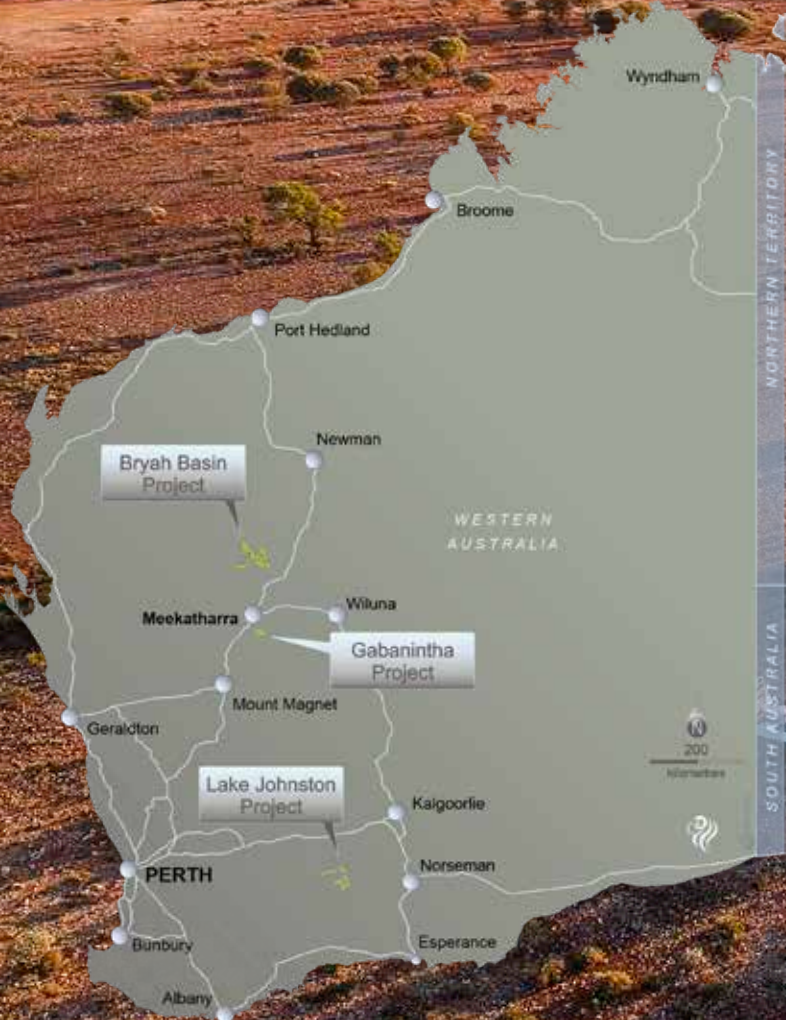 Wyndham
Broome
NORTHERN TERRITORY
Port Hedland
Newman
Bryah Basin
Project
WESTERN
AUSTRALIA
Meekatharra
Wiluna
Gabanintha
Project
Mount Magnet
Geraldton
N
200
kilometres
SOUTH AUSTRALIA
Lake Johnston
Project
Kalgoorlie
PERTH
Norseman
Bunbury
Esperance
Albany